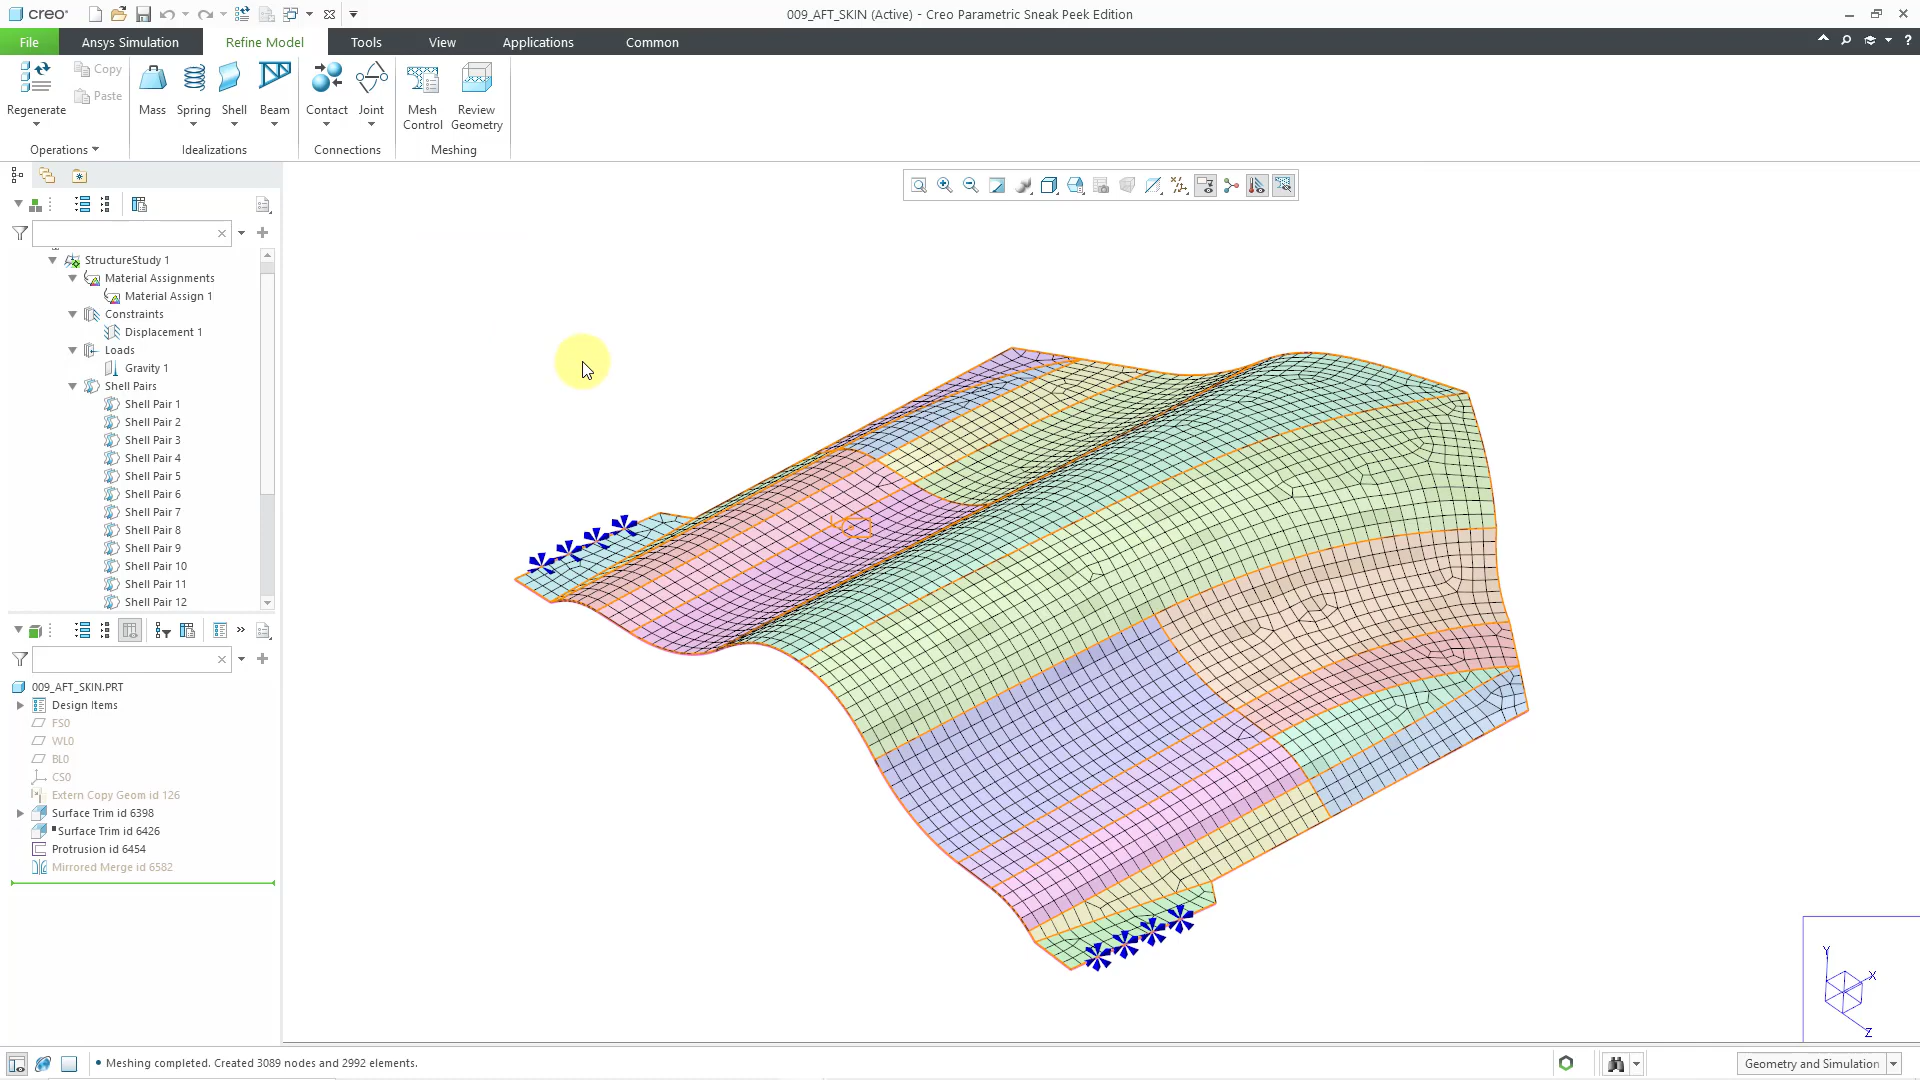 creo
009_AFT_SKIN (Active) - Creo Parametric Sneak Peek Edition
File Ansys Simulation Refine Model Tools View Applications Common
Regenerate
Copy
Paste
Operations
Mass Spring Shell Beam
Idealizations
Contact Joint
Connections
Mesh Control
Review Geometry
Meshing
StructureStudy 1
Material Assignments
Material Assign 1
Constraints
Displacement 1
Loads
Gravity 1
Shell Pairs
Shell Pair 1
Shell Pair 2
Shell Pair 3
Shell Pair 4
Shell Pair 5
Shell Pair 6
Shell Pair 7
Shell Pair 8
Shell Pair 9
Shell Pair 10
Shell Pair 11
Shell Pair 12
009_AFT_SKIN.PRT
Design Items
FS0
WL0
BL0
CS0
Extern Copy Geom id 126
Surface Trim id 6398
Surface Trim id 6426
Protrusion id 6454
Mirrored Merge id 6582
Y
X
Z
• Meshing completed. Created 3089 nodes and 2992 elements.
Geometry and Simulation